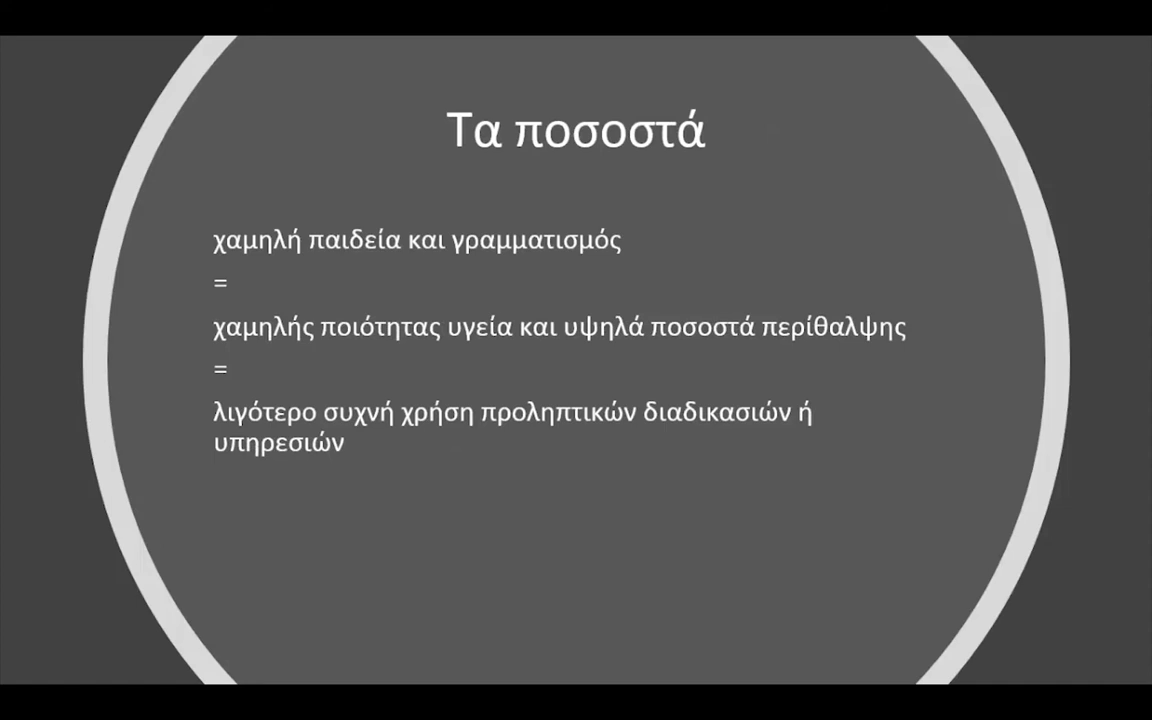 Τα ποσοστά
χαμηλή παιδεία και γραμματισμός
=
χαμηλής ποιότητας υγεία και υψηλά ποσοστά περίθαλψης
=
λιγότερο συχνή χρήση προληπτικών διαδικασιών ή
υπηρεσιών